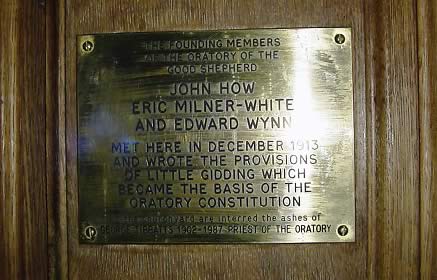 THE FOUNDING MEMBERS
OF THE ORATORY OF THE
GOOD SHEPHERD
JOHN HOW
ERIC MILNER-WHITE
AND EDWARD WYNN
MET HERE IN DECEMBER 1913
AND WROTE THE PROVISIONS
OF LITTLE GIDDING WHICH
BECAME THE BASIS OF THE
ORATORY CONSTITUTION
churchyard are interred the ashes of
GEORGE TIBBATTS 1902-1987 PRIEST OF THE ORATORY